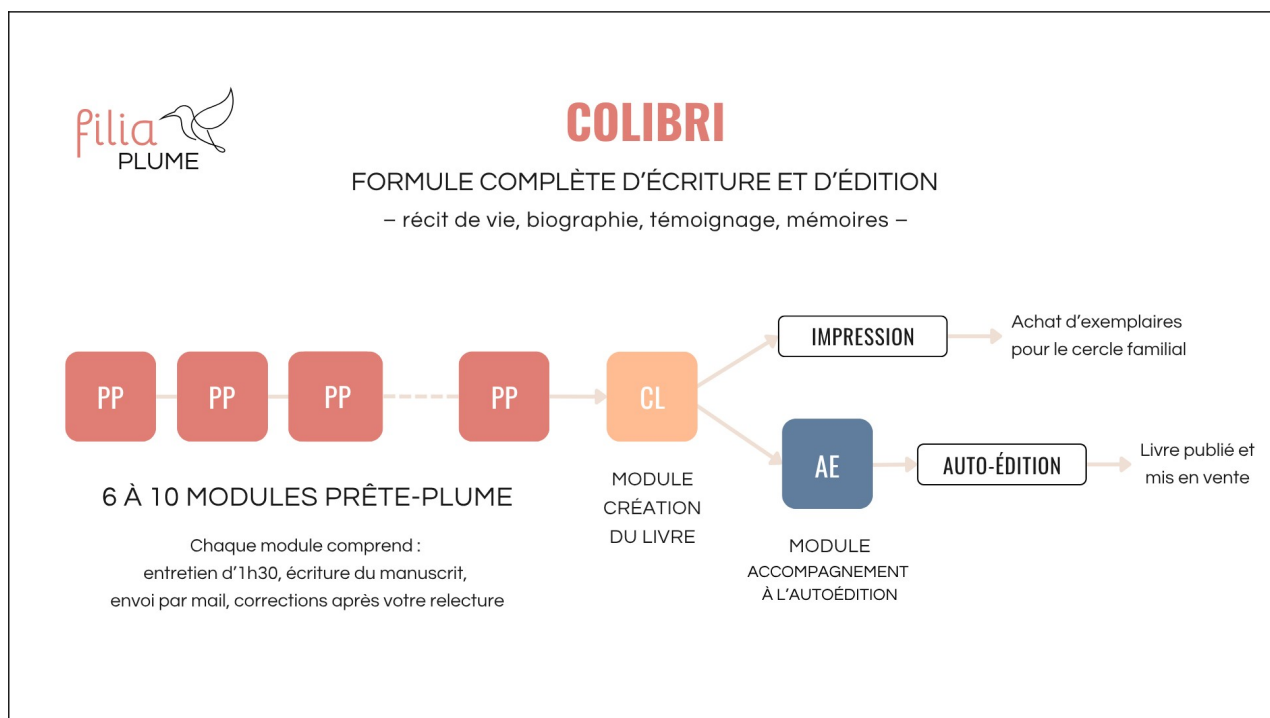 filia
PLUME
COLIBRI
FORMULE COMPLÈTE D’ÉCRITURE ET D’ÉDITION
– récit de vie, biographie, témoignage, mémoires –
PP
PP
PP
PP
6 À 10 MODULES PRÊTE-PLUME
Chaque module comprend :
entretien d’1h30, écriture du manuscrit,
envoi par mail, corrections après votre relecture
CL
MODULE
CRÉATION
DU LIVRE
IMPRESSION
Achat d’exemplaires
pour le cercle familial
AE
MODULE
ACCOMPAGNEMENT
À L’AUTOÉDITION
AUTO-ÉDITION
Livre publié et
mis en vente